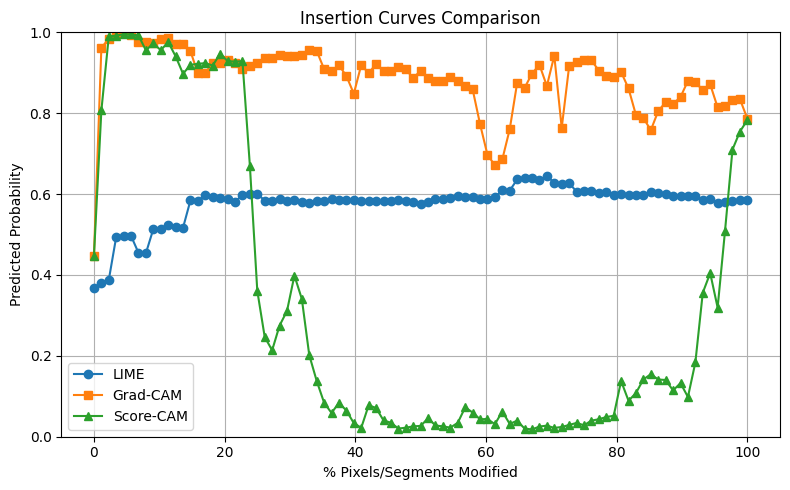 Insertion Curves Comparison
Predicted Probability
1.0
0.8
0.6
0.4
0.2
0.0
LIME
Grad-CAM
Score-CAM
0
20
40
60
80
100
% Pixels/Segments Modified